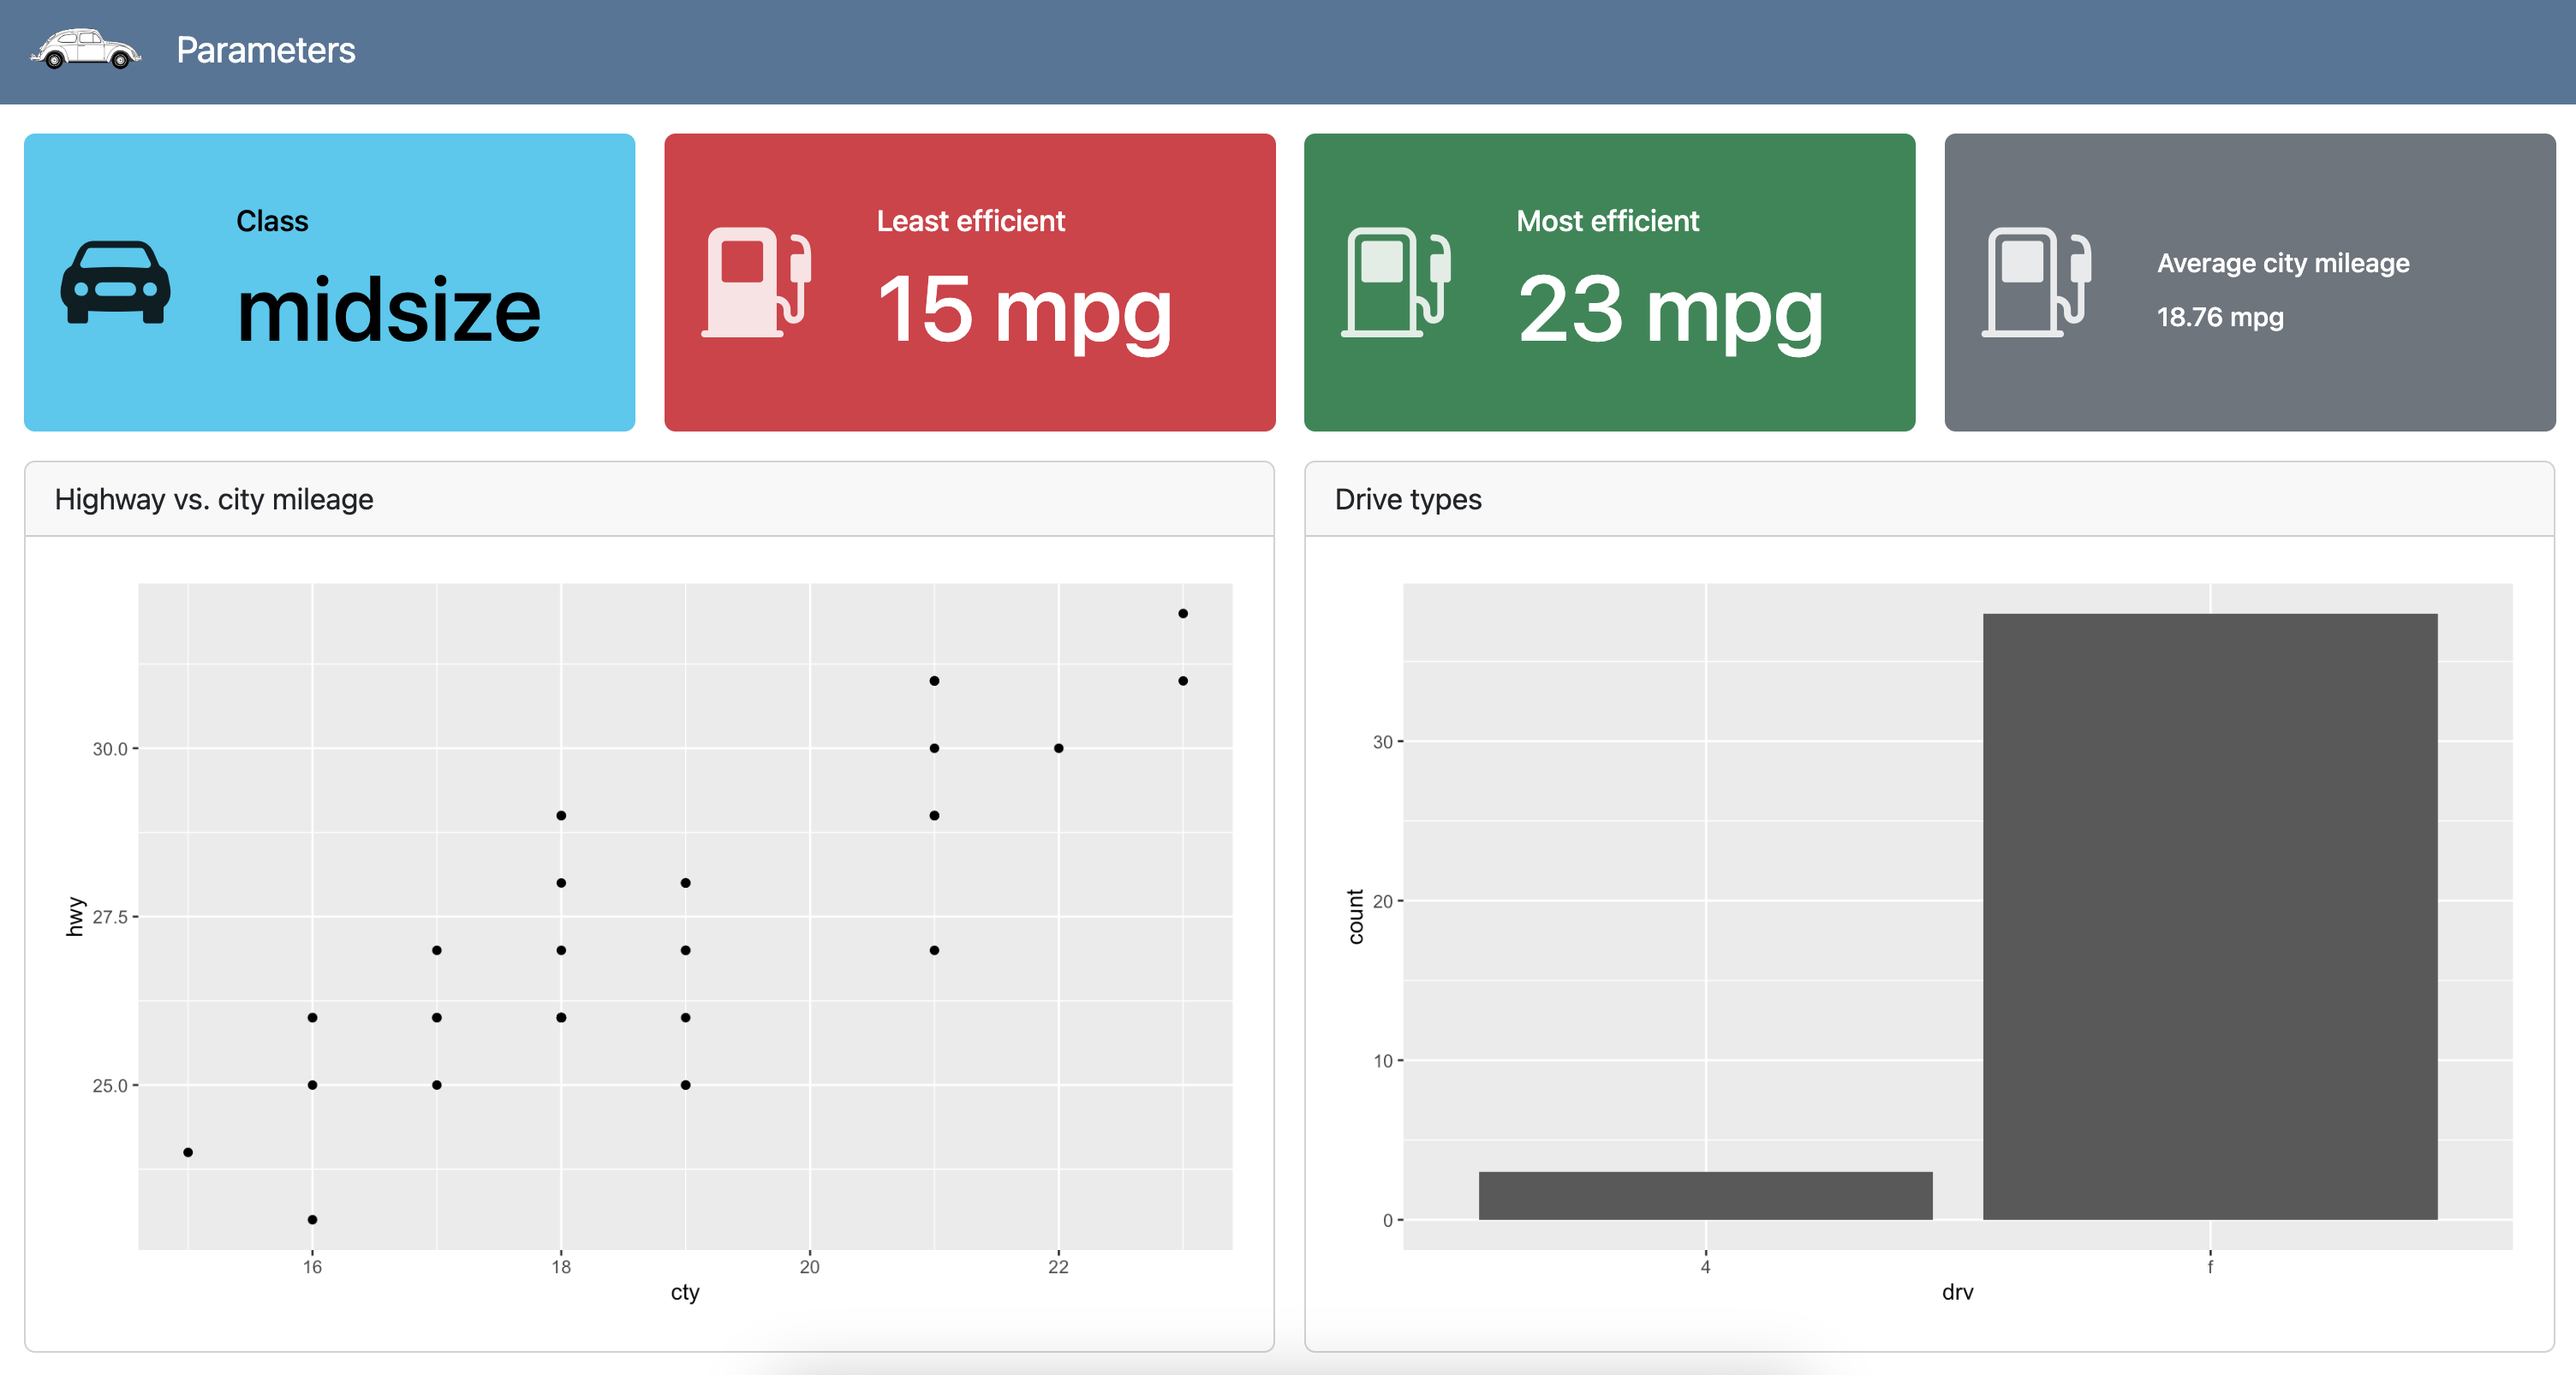 Parameters
Class
midsize
Least efficient
15 mpg
Most efficient
23 mpg
Average city mileage
18.76 mpg
Highway vs. city mileage
30.0
27.5
25.0
hwy
16 18 20 22
cty
Drive types
30
20
10
0
count
4 f
drv